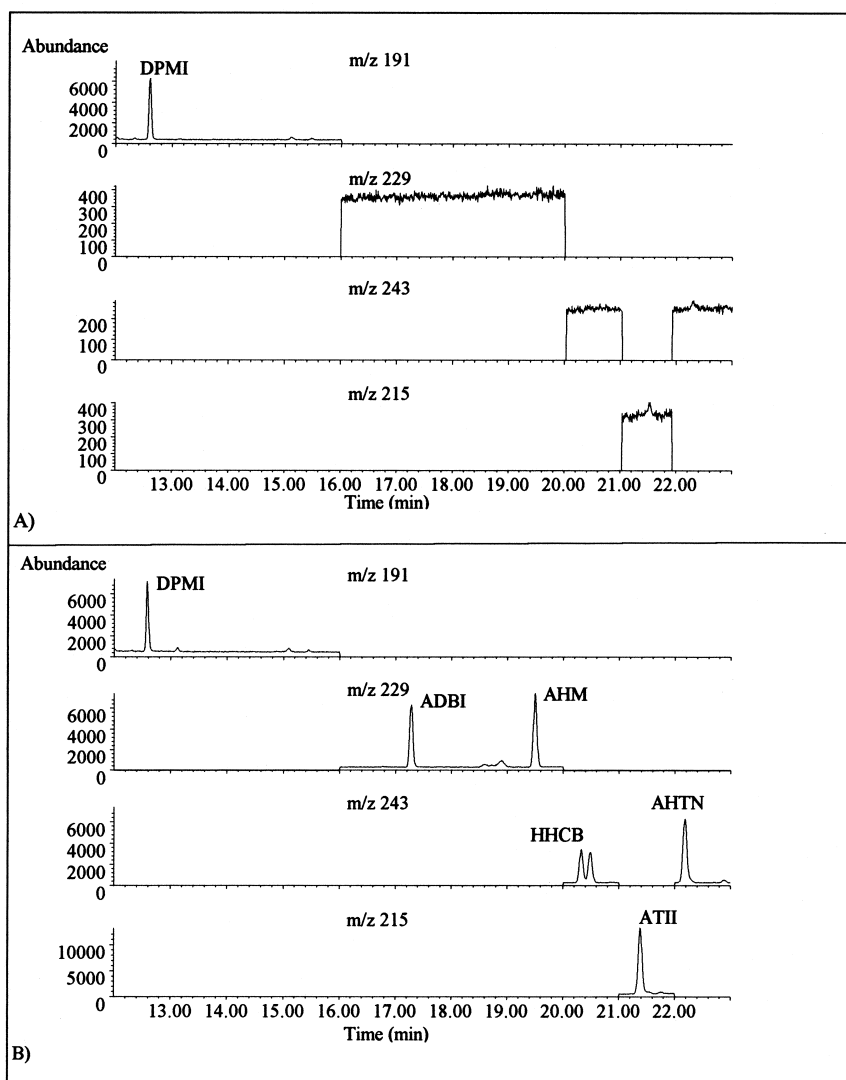 Abundance
DPMI
m/z 191
6000
4000
2000
0
m/z 229
400
300
200
100
0
m/z 243
200
100
0
m/z 215
400
300
200
100
0
13.00 14.00 15.00 16.00 17.00 18.00 19.00 20.00 21.00 22.00
Time (min)
A)
Abundance
DPMI
m/z 191
6000
4000
2000
0
m/z 229
ADBI
AHM
6000
4000
2000
0
m/z 243
HHCB
AHTN
6000
4000
2000
0
m/z 215
ATII
10000
5000
0
13.00 14.00 15.00 16.00 17.00 18.00 19.00 20.00 21.00 22.00
Time (min)
B)